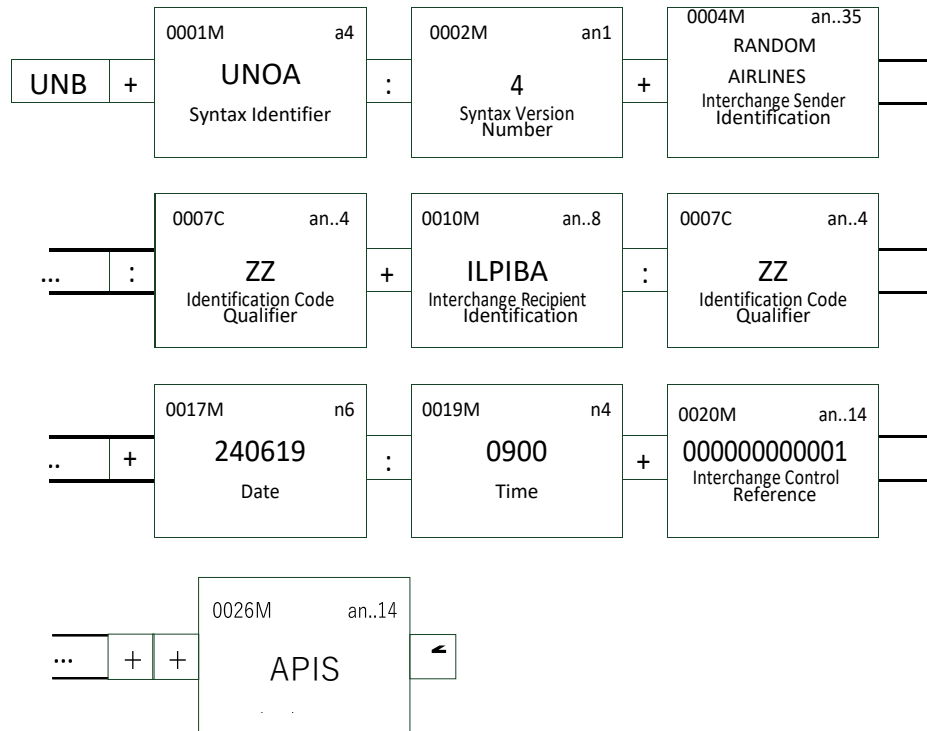 0001M a4 0002M an1 0004M an..35
RANDOM
UNB + UNOA : 4 + AIRLINES
Syntax Identifier Syntax Version Interchange Sender
Number Identification
0007C an..4 0010M an..8 0007C an..4
... : ZZ + ILPIBA : ZZ
Identification Code Interchange Recipient Identification Code
Qualifier Identification Qualifier
0017M n6 0019M n4 0020M an..14
.. + 240619 : 0900 + 000000000001
Date Time Interchange Control
Reference
0026M an..14
... + + APIS